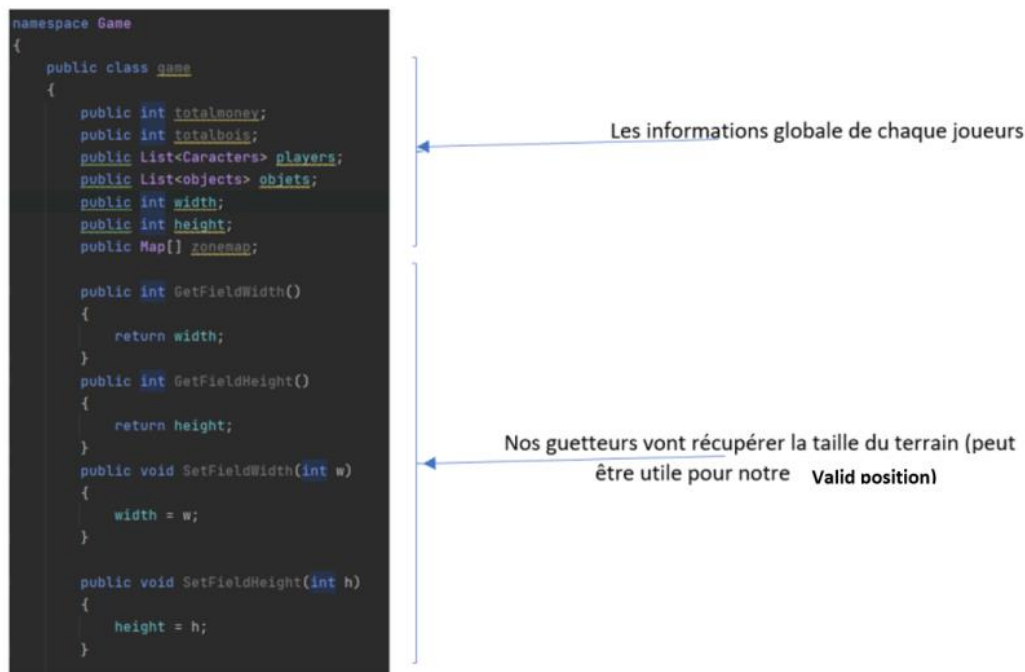 namespace Game
{
public class game
{
public int totalmoney;
public int totalbois;
public List<Caracters> players;
public List<objects> objets;
public int width;
public int height;
public Map[] zonemap;
public int GetFieldWidth()
{
return width;
}
public int GetFieldHeight()
{
return height;
}
public void SetFieldWidth(int w)
{
width = w;
}
public void SetFieldHeight(int h)
{
height = h;
}
Les informations globale de chaque joueurs
Nos guetteurs vont récupérer la taille du terrain (peut
être utile pour notre Valid position)